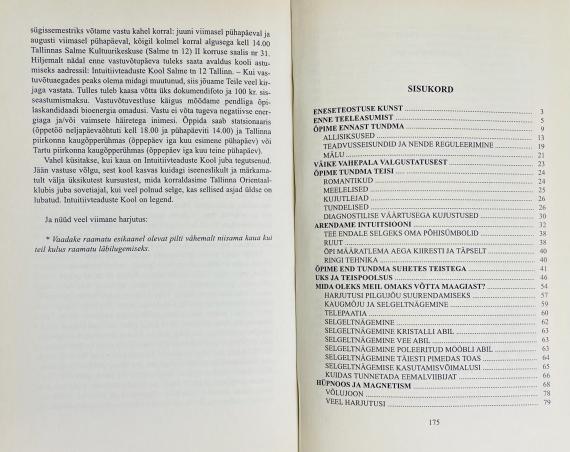 sügissemestriks võtame vastu kahel korral: juuni viimasel pühapäeval ja
augusti viimasel pühapäeval, kõigil kolmel korral algusega kell 14.00
Tallinnas Salme Kultuurikeskuse (Salme tn 12) II korruse saalis nr 31.
Hiljemalt nädal enne vastuvõtupäeva tuleks saata avaldus kooli astu-
miseks aadressil: Intuitiivteaduste Kool Salme tn 12 Tallinn. – Kui vas-
tuvõtuaegades peaks olema midagi muutunud, siis jõuame Teile veel kir-
jaga vastata. Tulles tuleb kaasa võtta üks dokumendifoto ja 100 kr. sis-
seastumismaksu. Vastuvõtuvestluse käigus mõõdame pendliga õpi-
laskandidaadi bioenergia omadusi. Vastu ei võta tugeva negatiivse ener-
giaga ja/või vaimsete häiretega inimesi. Õppida saab statsionaaris
(õppetöö neljapäevaõhtuti kell 18.00 ja pühapäeviti 14.00) ja Tallinna
piirkonna kaugõpperühmas (õppepäev iga kuu esimene pühapäev) või
Tartu piirkonna kaugõpperühmas (õppepäev iga kuu teine pühapäev).
Vahel küsitakse, kui kaua on Intuitiivteaduste Kool juba tegutsenud.
Jään vastuse võlgu, sest kool kasvas kuidagi iseeneslikult ja märkama-
tult välja üksikutest kursustest, mida korraldasime Tallinna Orientaal-
klubis juba sovetiajal, kui veel polnud selge, kas sellised asjad üldse on
lubatud. Intuitiivteaduste Kool on legend.
Ja nüüd veel viimane harjutus:
* Vaadake raamatu esikaanel olevat pilti vähemalt niisama kaua kui
teil kulus raamatu läbilugemiseks.
SISUKORD
ENESETEOSTUSE KUNST 3
ENNE TEELEASUMIST 5
ÕPIME ENNAST TUNDMA 9
ALLISIKSUSED 13
TEADVUSSEISUNDID JA NENDE REGULEERIMINE 19
MÄLU 21
VÄIKE VAHEPALA VALGUSTATUSEST 23
ÕPIME TUNDMA TEISI 24
ROMANTIKUD 24
MEELELISED 25
KUJUTLEJAD 26
TUNDELISED 26
DIAGNOSTILISE VÄÄRTUSEGA KUJUSTUSED 30
ARENDAME INTUITSIOONI 32
TEE ENDALE SELGEKS OMA PÕHISÜMBOLID 38
RUUT 38
ÕPI MÄÄRATLEMA AEGA KIIRESTI JA TÄPSELT 40
RINGI TEHNIKA 40
ÕPIME END TUNDMA SUHETES TEISTEGA 41
UKS JA TEISPOOLSUS 46
MIDA OLEKS MEIL OMAKS VÕTTA MAAGIAST? 54
HARJUTUSI PILGUJÕU SUURENDAMISEKS 57
KAUGMÕJU JA SELGELTNÄGEMINE 59
TELEPAATIA 60
SELGELTNÄGEMINE 62
SELGELTNÄGEMINE KRISTALLI ABIL 63
SELGELTNÄGEMINE VEE ABIL 63
SELGELTNÄGEMINE POLEERITUD MÖÖBLI ABIL 63
SELGELTNÄGEMINE TÄIESTI PIMEDAS TOAS 64
SELGELTNÄGEMISE KASUTAMISVÕIMALUSI 65
KUIDAS TUNNETADA EEMALVIIBIJAT 66
HÜPNOOS JA MAGNETISM 68
VÕLUJOON 78
VEEL HARJUTUSI 79
175